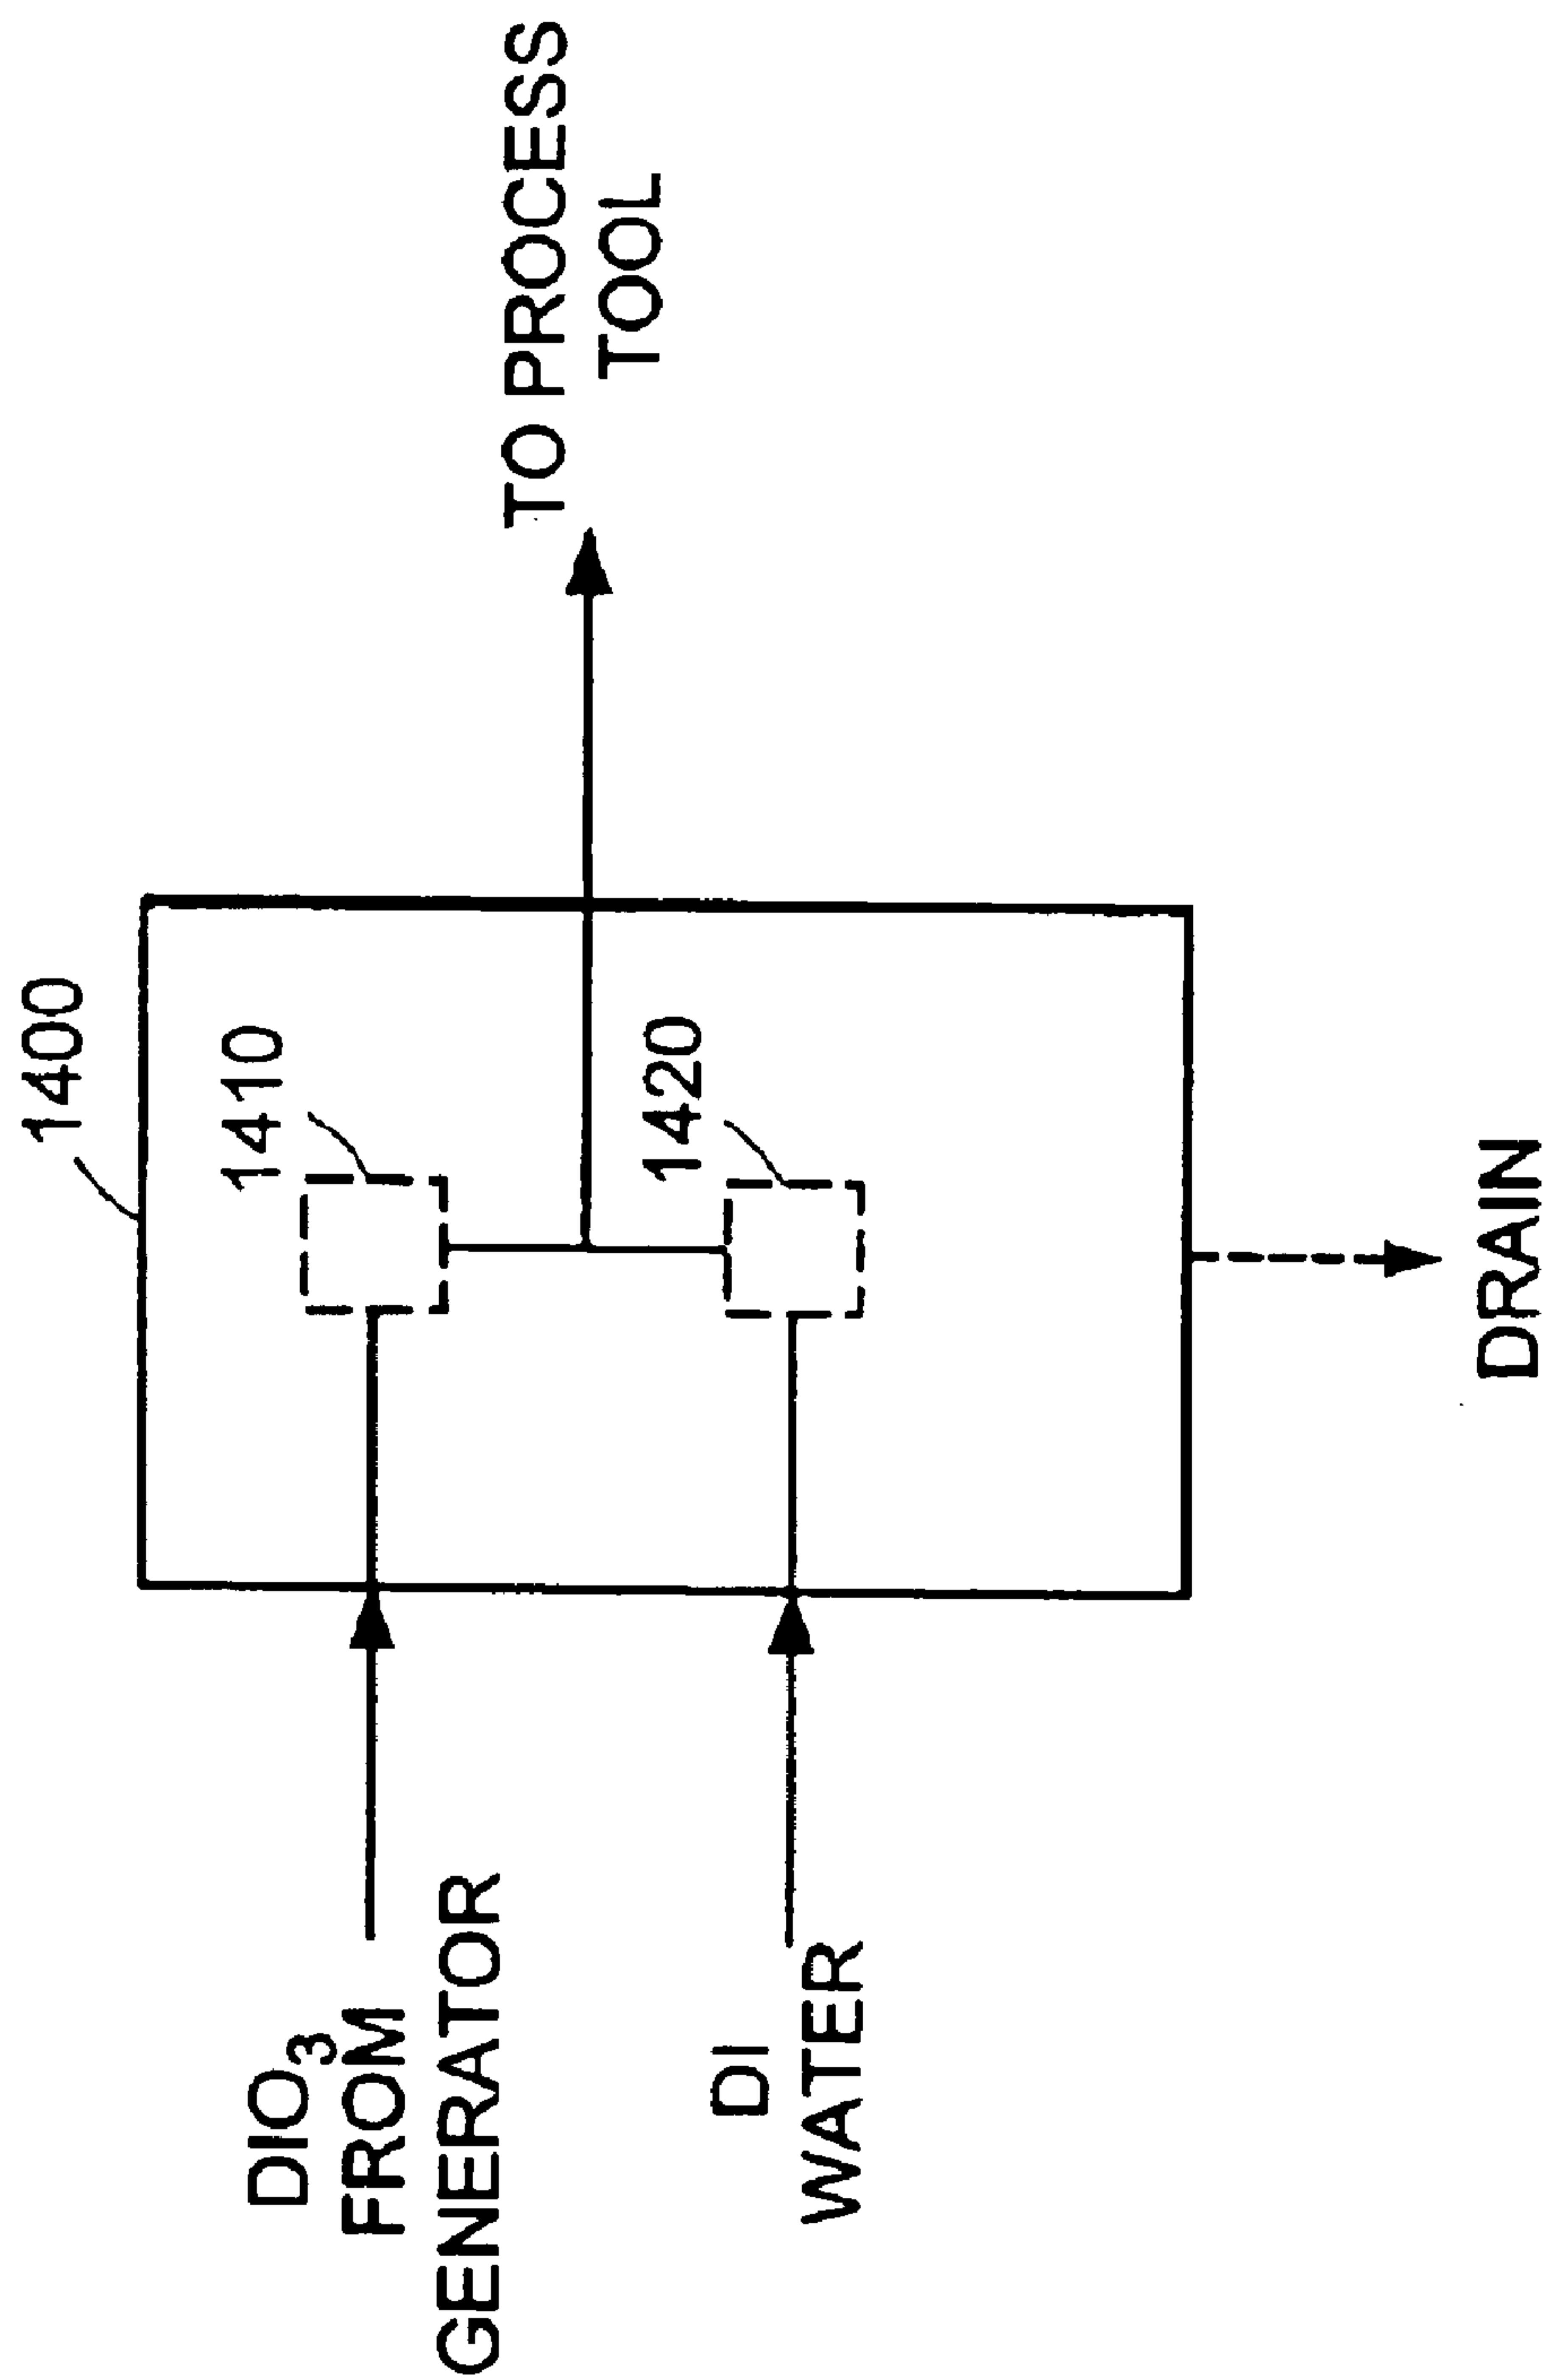 1400
DIO3
FROM
GENERATOR
1410
TO PROCESS
TOOL
DI
WATER
1420
DRAIN